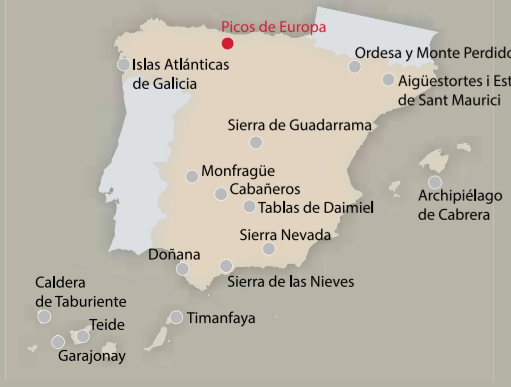 Picos de Europa
Ordesa y Monte Perdido
Islas Atlánticas
de Galicia
Aigüestortes i Est
de Sant Maurici
Sierra de Guadarrama
Monfragüe
Cabañeros
Tablas de Daimiel
Archipiélago
de Cabrera
Sierra Nevada
Doñana
Sierra de las Nieves
Caldera
de Taburiente
Timanfaya
Teide
Garajonay